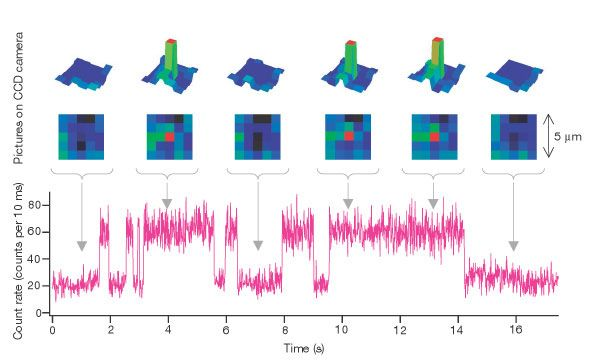 Pictures on CCD camera
5 μm
Count rate (counts per 10 ms)
80
60
40
20
0
0 2 4 6 8 10 12 14 16
Time (s)